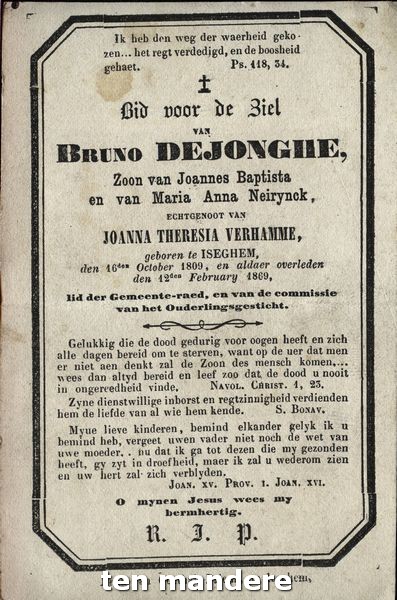 Ik heb den weg der waerheid geko-
zen... het regt verdedigd, en de boosheid
gehaet. Ps. 118, 34.
Bid voor de Ziel
VAN
BRUNO DEJONGHE,
Zoon van Joannes Baptista
en van Maria Anna Neirynck,
ECHTGENOOT VAN
JOANNA THERESIA VERHAMME,
geboren te ISEGHEM,
den 16den October 1809, en aldaer overleden
den 12den February 1869,
lid der Gemeente-raed, en van de commissie
van het Ouderlingsgesticht.
Gelukkig die de dood gedurig voor oogen heeft en zich
alle dagen bereid om te sterven, want op de uer dat men
er niet aen denkt zal de Zoon des mensch komen,...
wees dan altyd bereid en leef zoo dat de dood u nooit
in ongereedheid vinde. NAVOL. CHRIST. 1, 23.
Zyne dienstwillige inborst en regtzinnigheid verdienden
hem de liefde van al wie hem kende. S. BONAV.
Myne lieve kinderen, bemind elkander gelyk ik u
bemind heb, vergeet uwen vader niet noch de wet van
uwe moeder.. nu dat ik ga tot dezen die my gezonden
heeft, gy zyt in droefheid, maer ik zal u wederom zien
en uw hert zal zich verblyden.
JOAN. XV. PROV. I. JOAN. XVI.
O mynen Jesus wees my
bermhertig.
R. I. P.
ten mandere